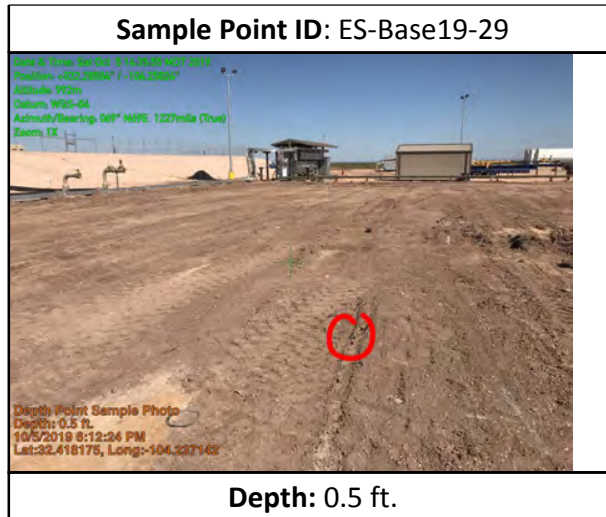 Sample Point ID: ES-Base19-29
Datum: WGS-84
Zoom: 1X
Depth Point Sample Photo
Depth: 0.5 ft.
10/5/2019 6:12:24 PM
Lat:32.418175, Long:-104.237142
Depth: 0.5 ft.